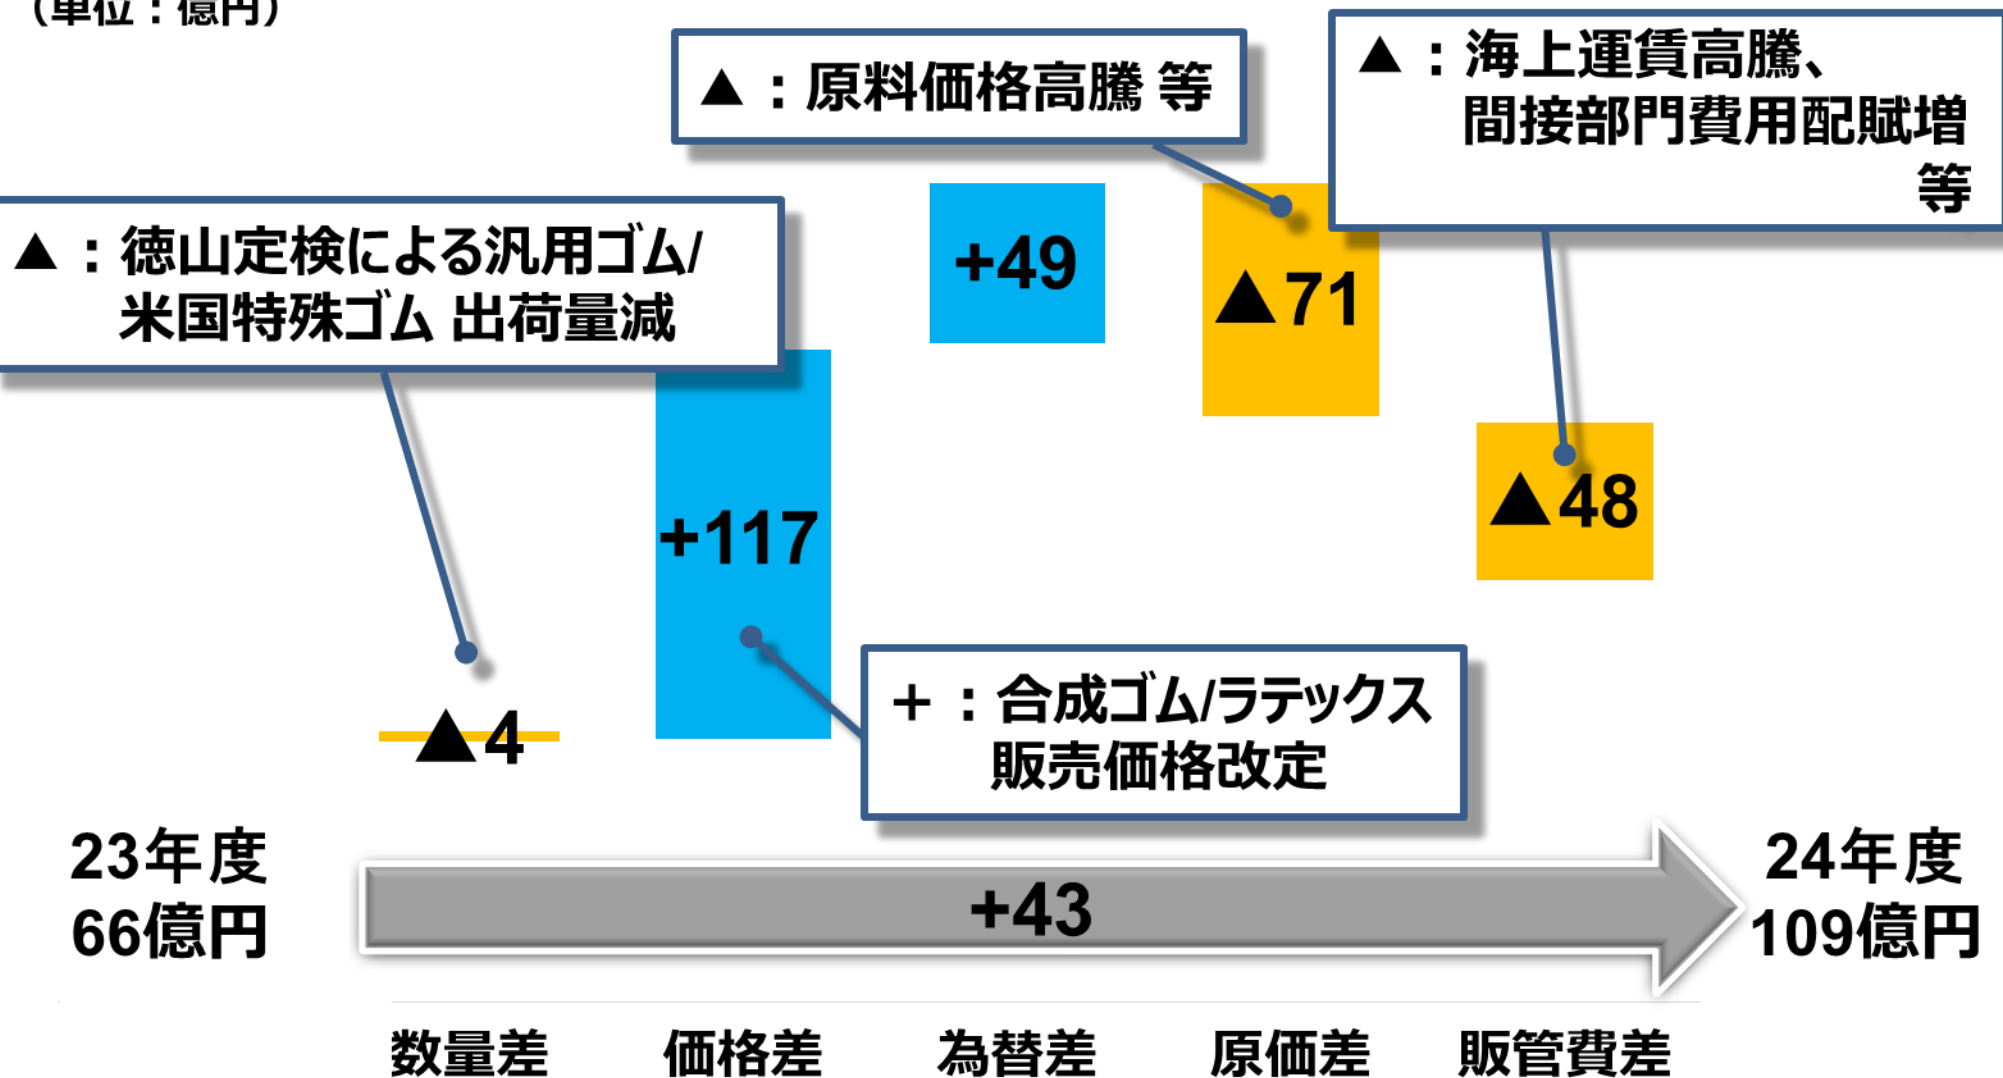 （単位：億円）
▲：原料価格高騰 等
▲：海上運賃高騰、
間接部門費用配賦増
等
▲：徳山定検による汎用ゴム/
米国特殊ゴム 出荷量減
+49
▲71
▲48
+117
▲4
＋：合成ゴム/ラテックス
販売価格改定
23年度
66億円
+43
24年度
109億円
数量差
価格差
為替差
原価差
販管費差